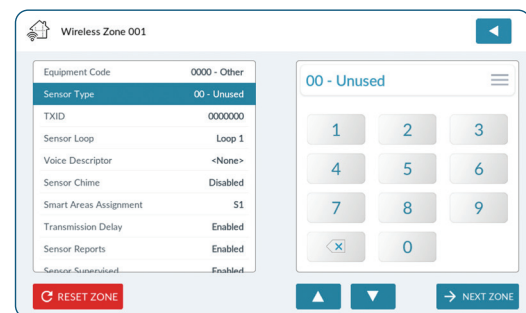 Wireless Zone 001
Equipment Code 0000 - Other
Sensor Type 00 - Unused
TXID 0000000
Sensor Loop Loop 1
Voice Descriptor <None>
Sensor Chime Disabled
Smart Areas Assignment S1
Transmission Delay Enabled
Sensor Reports Enabled
Sensor Supervised Enabled
RESET ZONE
00 - Unused
1 2 3
4 5 6
7 8 9
0
NEXT ZONE